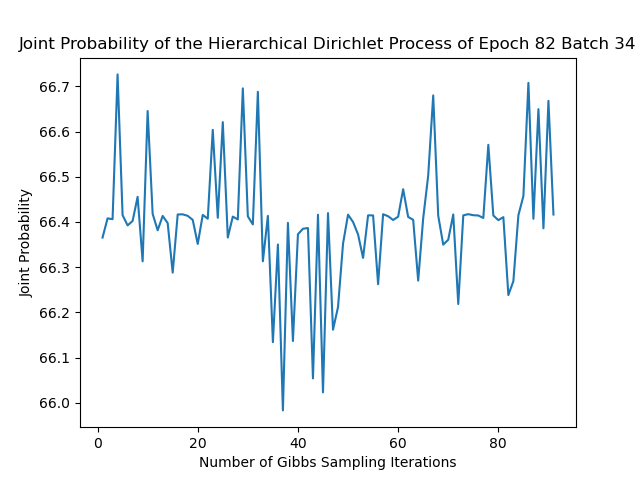 Joint Probability of the Hierarchical Dirichlet Process of Epoch 82 Batch 34
66.7
66.6
66.5
66.4
66.3
66.2
66.1
66.0
Joint Probability
0 20 40 60 80
Number of Gibbs Sampling Iterations